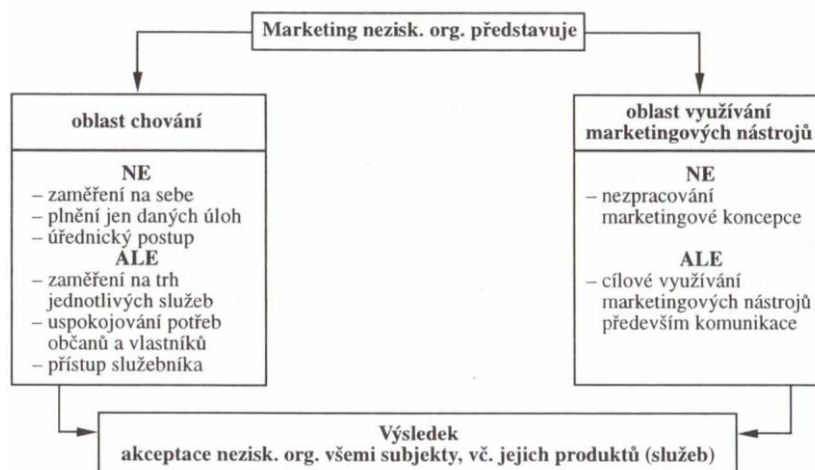 Marketing nezisk. org. představuje
oblast chování
NE
– zaměření na sebe
– plnění jen daných úloh
– úřednický postup
ALE
– zaměření na trh
jednotlivých služeb
– uspokojování potřeb
občanů a vlastníků
– přístup služebníka
oblast využívání
marketingových nástrojů
NE
– nezpracování
marketingové koncepce
ALE
– cílové využívání
marketingových nástrojů
především komunikace
Výsledek
akceptace nezisk. org. všemi subjekty, vč. jejich produktů (služeb)